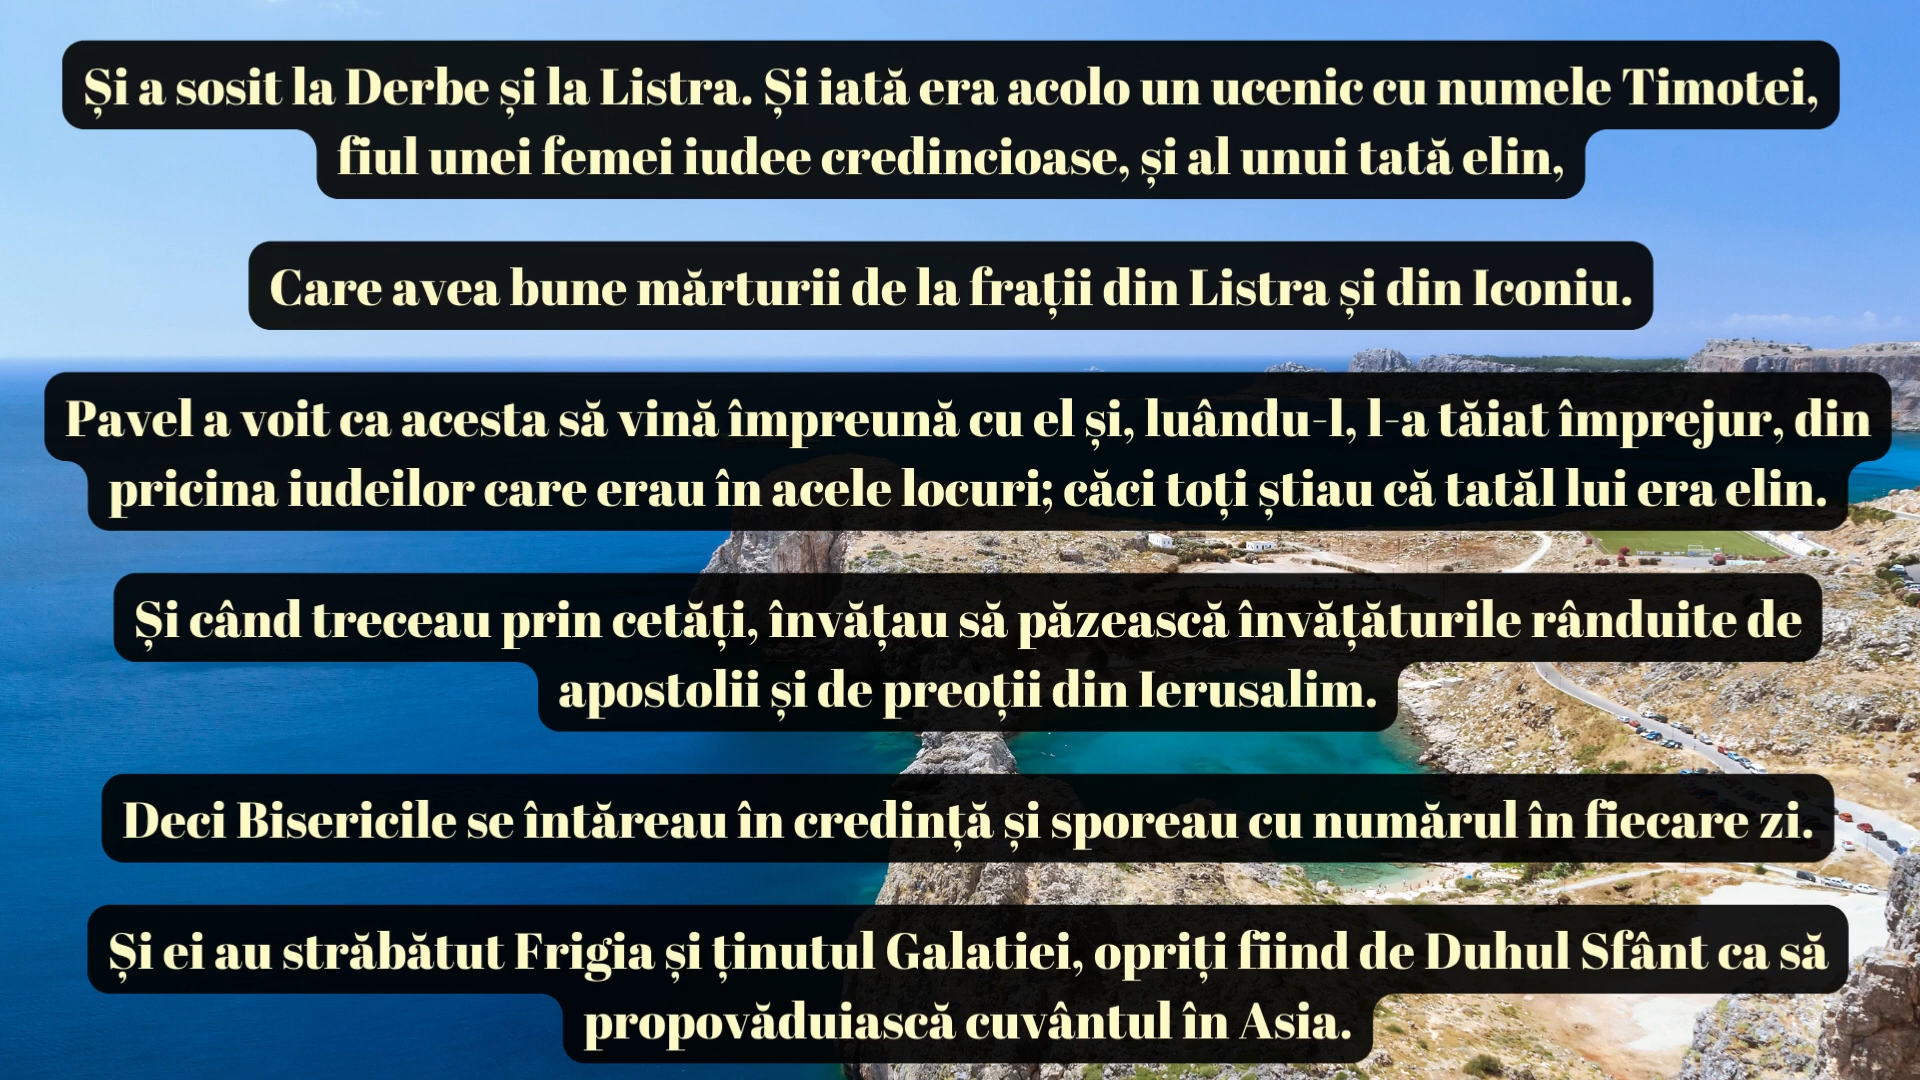 Și a sosit la Derbe și la Listra. Și iată era acolo un ucenic cu numele Timotei,
fiul unei femei iudee credincioase, și al unui tată elin,
Care avea bune mărturii de la frații din Listra și din Iconiu.
Pavel a voit ca acesta să vină împreună cu el și, luându-l, l-a tăiat împrejur, din
pricina iudeilor care erau în acele locuri; căci toți știau că tatăl lui era elin.
Și când treceau prin cetăți, învățau să păzească învățăturile rânduite de
apostolii și de preoții din Ierusalim.
Deci Bisericile se întăreau în credință și sporeau cu numărul în fiecare zi.
Și ei au străbătut Frigia și ținutul Galatiei, opriți fiind de Duhul Sfânt ca să
propovăduiască cuvântul în Asia.